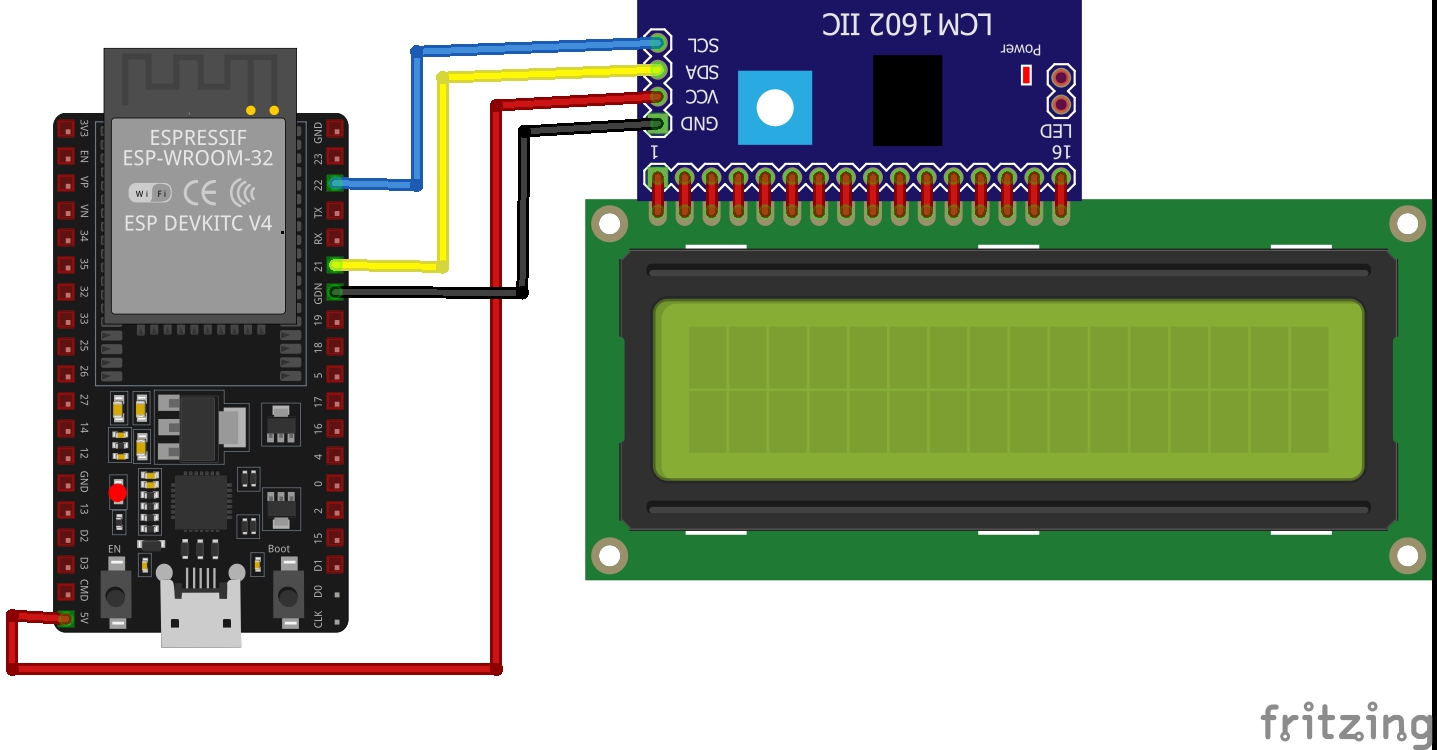 LCM1602 IIC
SCL
SDA
VCC
GND
Power
LED
1
16
ESPRESSIF
ESP-WROOM-32
Wi Fi
CE
ESP DEVKITC V4
3V3
EN
VP
VN
34
35
32
33
25
26
27
14
12
GND
13
D2
D3
CMD
5V
GND
23
22
TX
RX
21
GDN
19
18
5
17
16
4
0
2
15
D1
D0
CLK
EN
Boot
fritzing